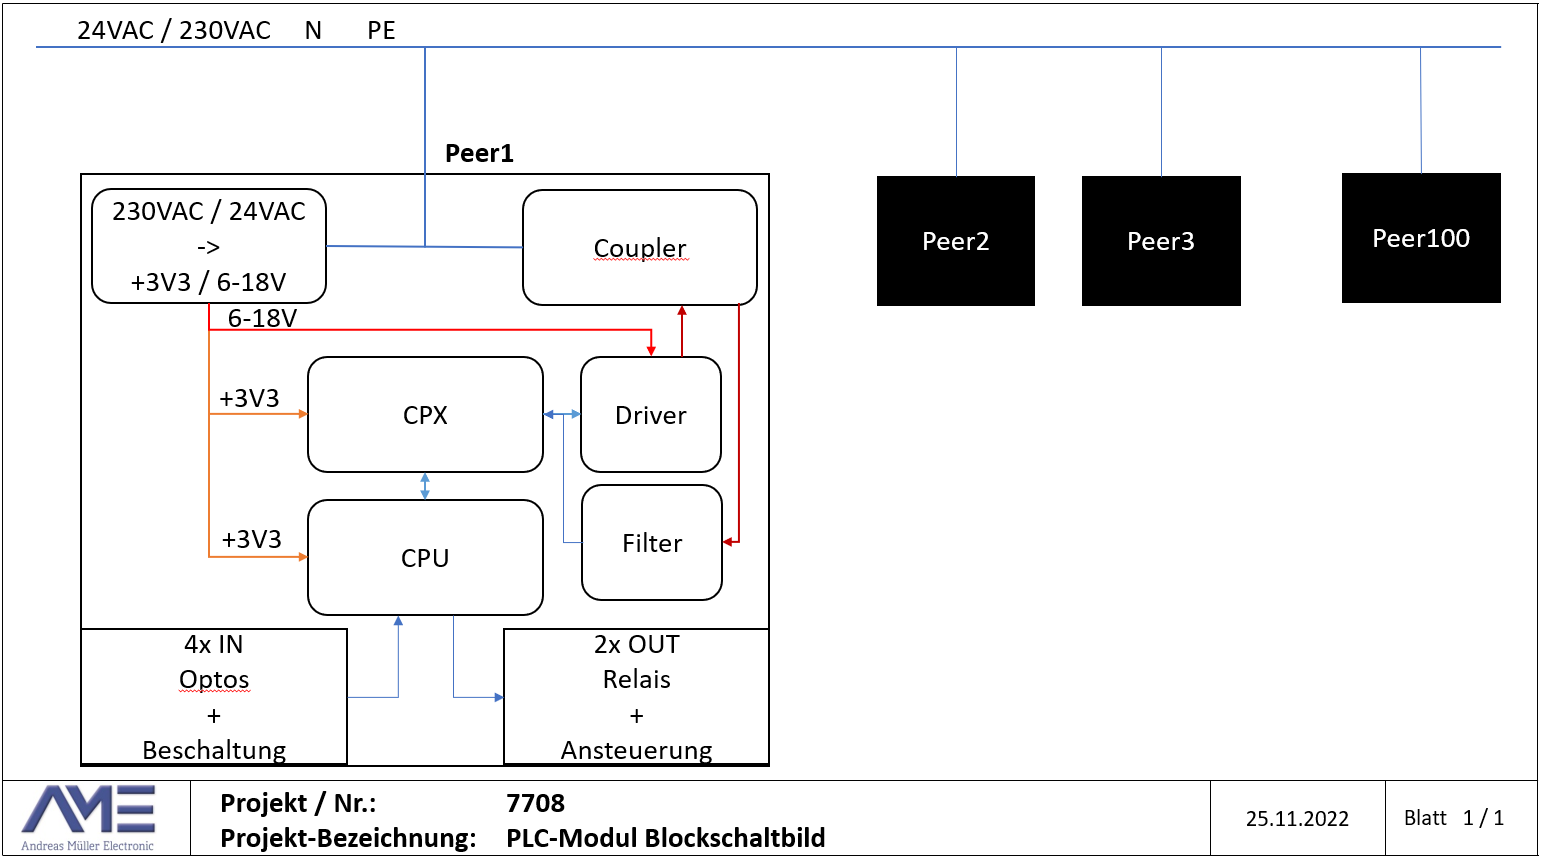 24VAC / 230VAC N PE
Peer1
230VAC / 24VAC
->
+3V3 / 6-18V
Coupler
Peer2
Peer3
Peer100
6-18V
+3V3
CPX
Driver
+3V3
CPU
Filter
4x IN
Optos
+
Beschaltung
2x OUT
Relais
+
Ansteuerung
AME
Andreas Müller Electronic
Projekt / Nr.: 7708
Projekt-Bezeichnung: PLC-Modul Blockschaltbild
25.11.2022
Blatt 1 / 1